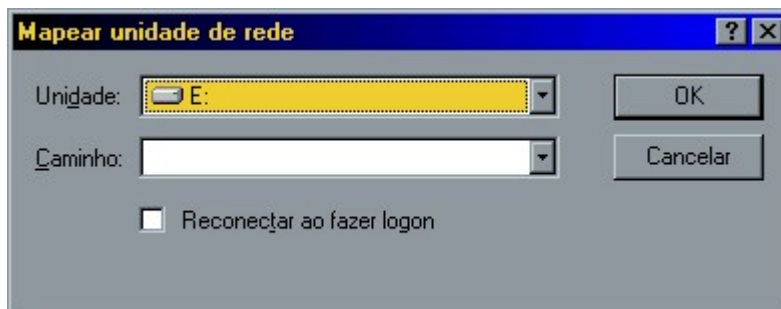 Mapear unidade de rede
Unidade: E: OK
Caminho: Cancelar
Reconectar ao fazer logon